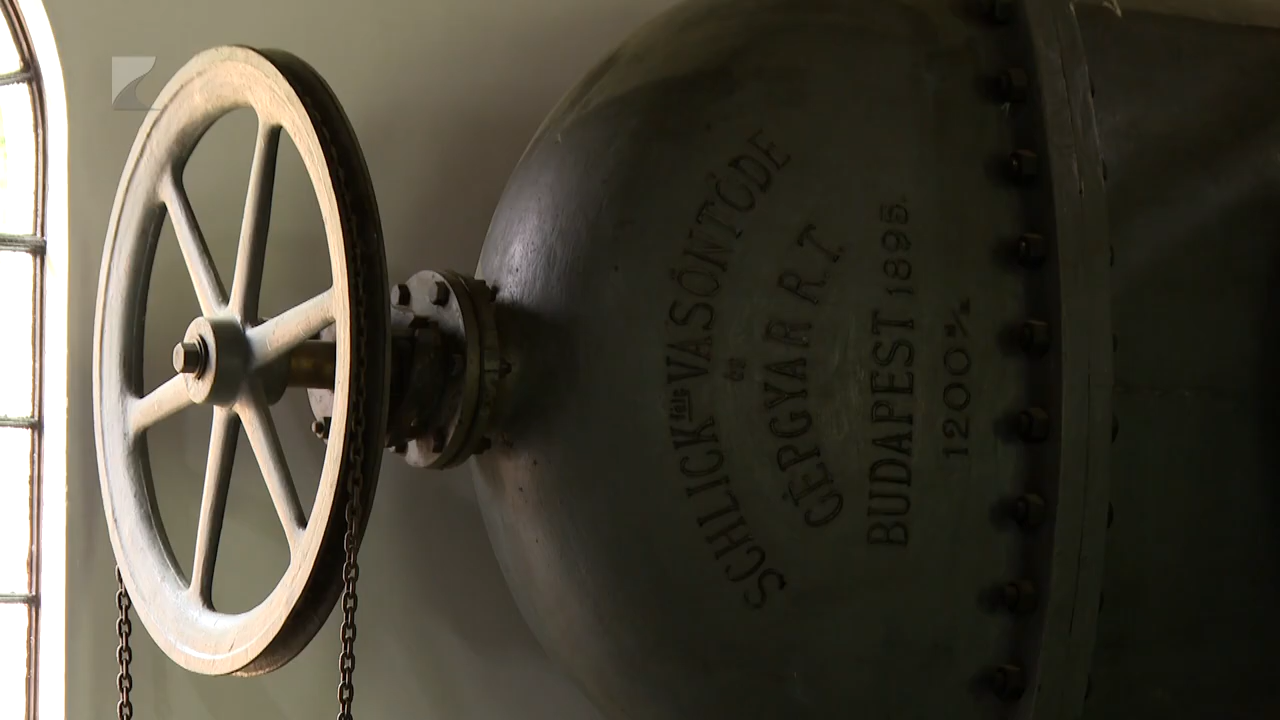 SCHLICK féle VASÖNTÖDE
és
GÉPGYÁR R.T.
BUDAPEST 1895.
1200 m/m